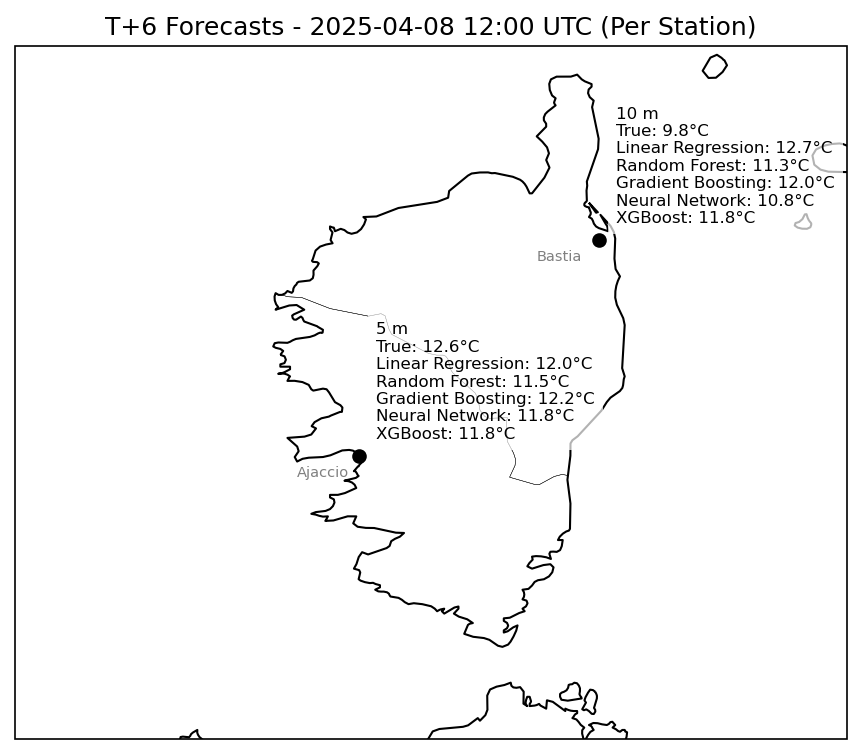 T+6 Forecasts - 2025-04-08 12:00 UTC (Per Station)
10 m
True: 9.8°C
Linear Regression: 12.7°C
Random Forest: 11.3°C
Gradient Boosting: 12.0°C
Neural Network: 10.8°C
XGBoost: 11.8°C
Bastia
5 m
True: 12.6°C
Linear Regression: 12.0°C
Random Forest: 11.5°C
Gradient Boosting: 12.2°C
Neural Network: 11.8°C
XGBoost: 11.8°C
Ajaccio